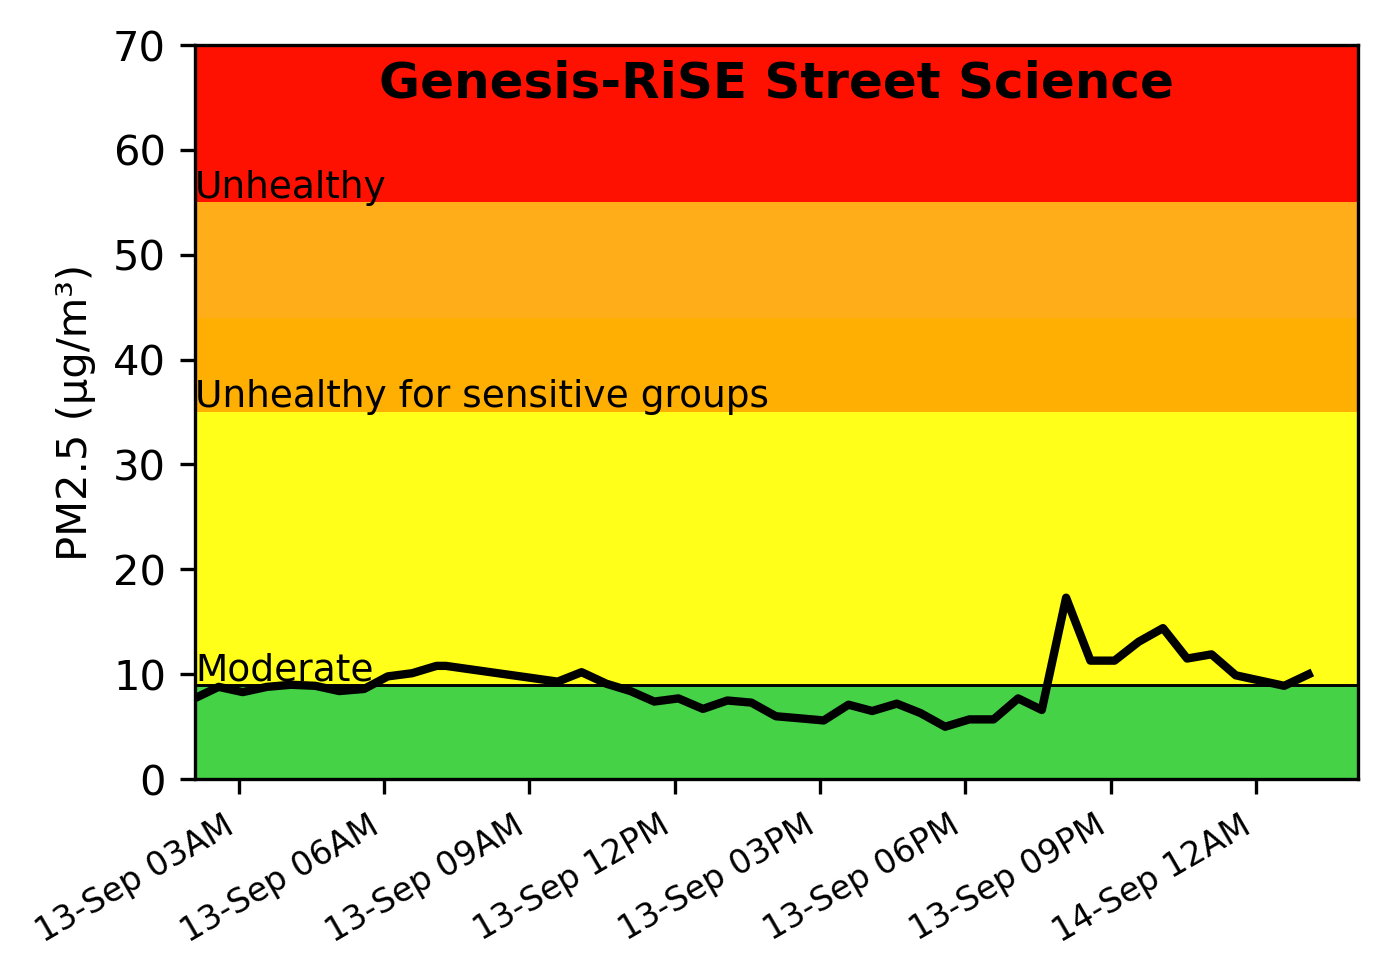 Genesis-RiSE Street Science
70
60
50
40
30
20
10
0
PM2.5 (μg/m³)
Unhealthy
Unhealthy for sensitive groups
Moderate
13-Sep 03AM
13-Sep 06AM
13-Sep 09AM
13-Sep 12PM
13-Sep 03PM
13-Sep 06PM
13-Sep 09PM
14-Sep 12AM